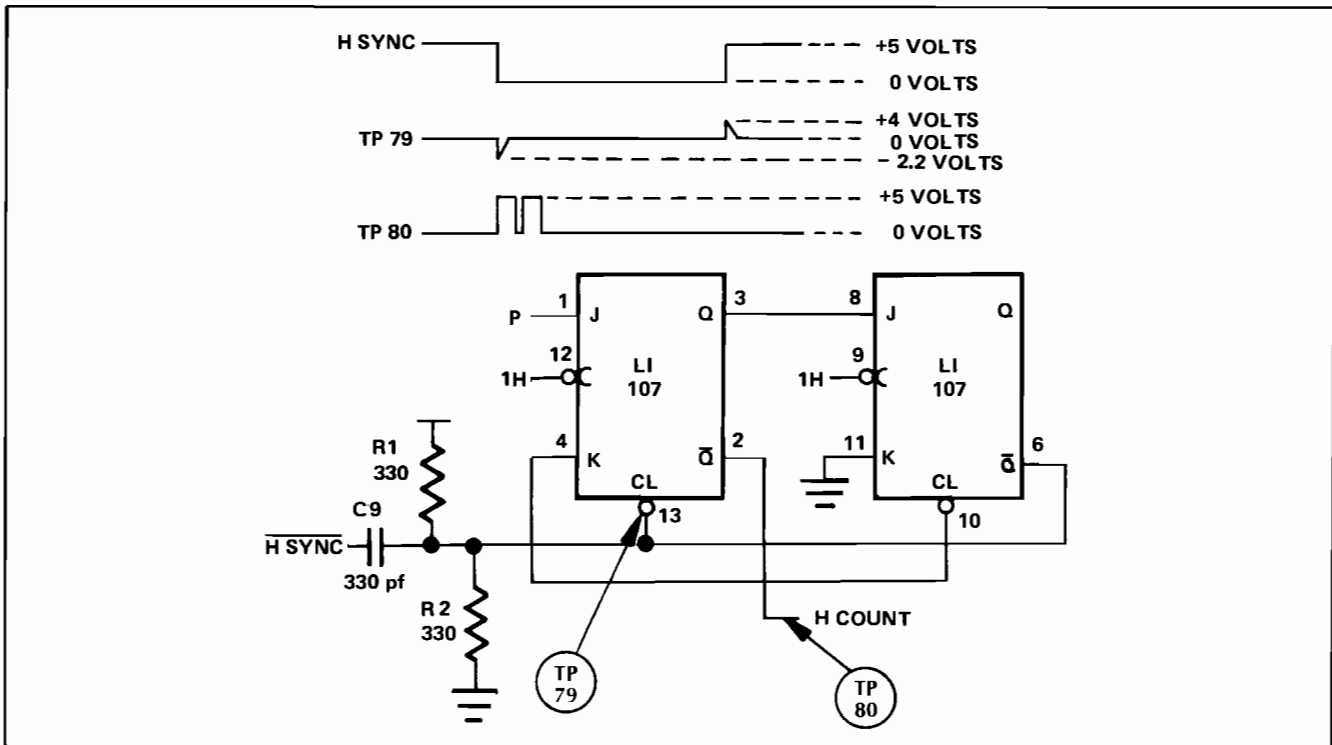 H SYNC
+5 VOLTS
0 VOLTS
+4 VOLTS
TP 79
0 VOLTS
- 2.2 VOLTS
+5 VOLTS
TP 80
0 VOLTS
1
3
8
P
J
Q
J
Q
12
LI
9
LI
1H
107
1H
107
4
2
11
6
R1
K
Q̅
K
Q̅
330
CL
CL
C9
13
10
H̅ ̅S̅Y̅N̅C̅
330 pf
R 2
H COUNT
330
TP
79
TP
80